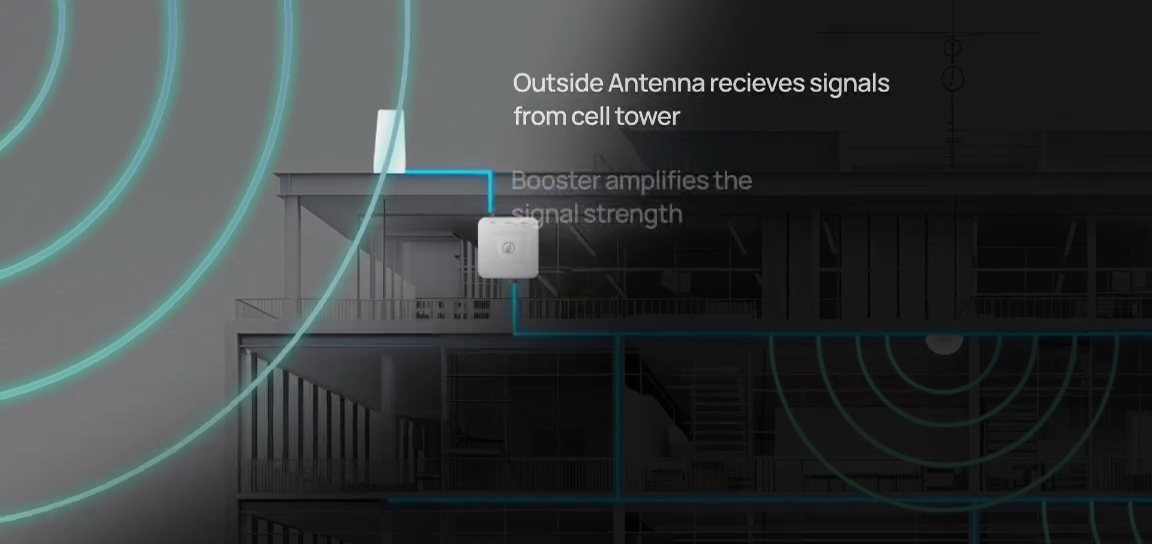 Outside Antenna recieves signals
from cell tower
Booster amplifies the
signal strength